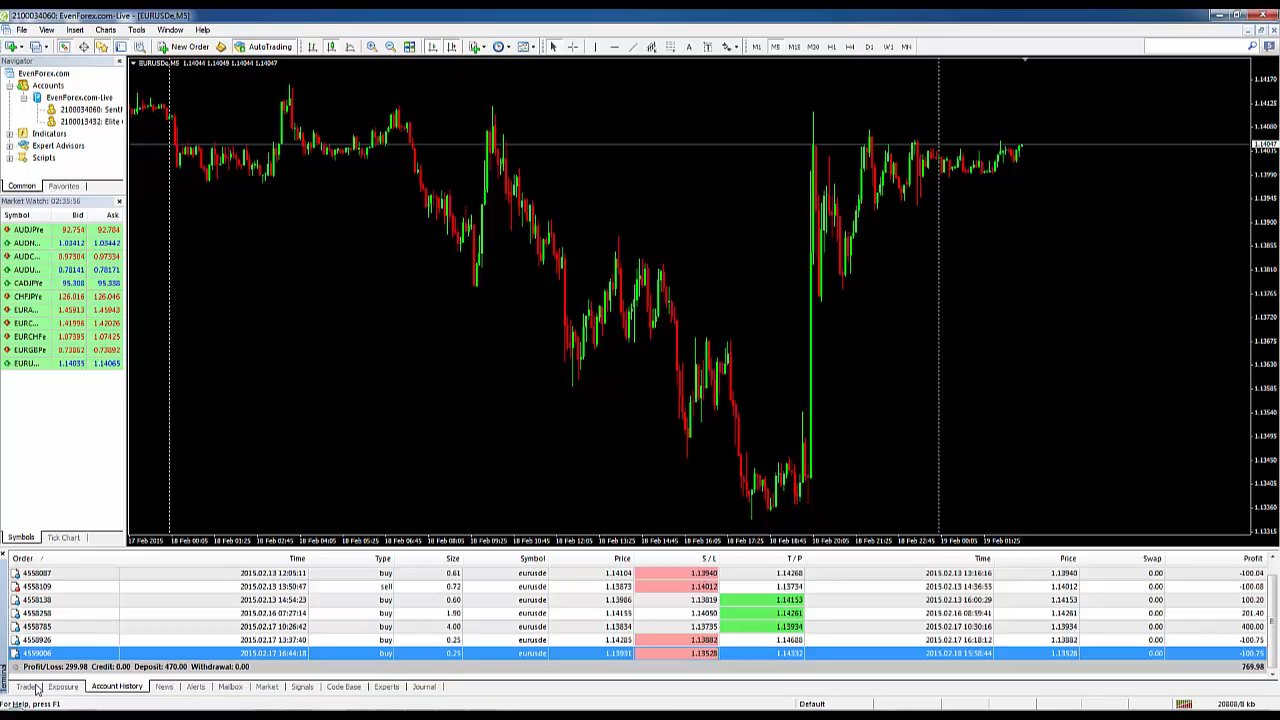 2100034060: EvenForex.com-Live - [EURUSDe,M5]
File View Insert Charts Tools Window Help
New Order AutoTrading M1 M5 M15 M30 H1 H4 D1 W1 MN
Navigator
EvenForex.com
Accounts
EvenForex.com-Live
2100034060: Senth
2100013432: Elite
Indicators
Expert Advisors
Scripts
Common Favorites
Market Watch: 02:35:56
Symbol Bid Ask
AUDJPYe 92.754 92.784
AUDN... 1.03412 1.03442
AUDC... 0.97304 0.97334
AUDU... 0.78141 0.78171
CADJPYe 95.308 95.338
CHFJPYe 126.016 126.046
EURA... 1.45913 1.45943
EURC... 1.41996 1.42026
EURCHFe 1.07395 1.07425
EURGBPe 0.73862 0.73892
EURU... 1.14035 1.14065
Symbols Tick Chart
EURUSDe,M5 1.14044 1.14049 1.14044 1.14047
1.14170
1.14125
1.14080
1.14047
1.14035
1.13990
1.13945
1.13900
1.13855
1.13810
1.13765
1.13720
1.13675
1.13630
1.13585
1.13540
1.13495
1.13450
1.13405
1.13360
1.13315
17 Feb 2015 18 Feb 00:05 18 Feb 01:25 18 Feb 02:45 18 Feb 04:05 18 Feb 05:25 18 Feb 06:45 18 Feb 08:05 18 Feb 09:25 18 Feb 10:45 18 Feb 12:05 18 Feb 13:25 18 Feb 14:45 18 Feb 16:05 18 Feb 17:25 18 Feb 18:45 18 Feb 20:05 18 Feb 21:25 18 Feb 22:45 19 Feb 00:05 19 Feb 01:25
Order Time Type Size Symbol Price S / L T / P Time Price Swap Profit
4558087 2015.02.13 12:05:11 buy 0.61 eurusde 1.14104 1.13940 1.14268 2015.02.13 13:16:16 1.13940 0.00 -100.04
4558109 2015.02.13 13:50:47 sell 0.72 eurusde 1.13873 1.14012 1.13734 2015.02.13 14:36:55 1.14012 0.00 -100.08
4558138 2015.02.13 14:54:23 buy 0.60 eurusde 1.13986 1.13819 1.14153 2015.02.13 16:00:29 1.14153 0.00 100.20
4558258 2015.02.16 07:27:14 buy 1.90 eurusde 1.14155 1.14050 1.14261 2015.02.16 08:59:41 1.14261 0.00 201.40
4558785 2015.02.17 10:26:42 buy 4.00 eurusde 1.13834 1.13735 1.13934 2015.02.17 10:30:16 1.13934 0.00 400.00
4558926 2015.02.17 13:37:40 buy 0.25 eurusde 1.14285 1.13882 1.14688 2015.02.17 16:18:12 1.13882 0.00 -100.75
4559006 2015.02.17 16:44:18 buy 0.25 eurusde 1.13931 1.13528 1.14332 2015.02.18 15:58:44 1.13528 0.00 -100.75
Profit/Loss: 299.98 Credit: 0.00 Deposit: 470.00 Withdrawal: 0.00 769.98
Trade Exposure Account History News Alerts Mailbox Market Signals Code Base Experts Journal
Terminal
For Help, press F1 Default 20808/8 kb